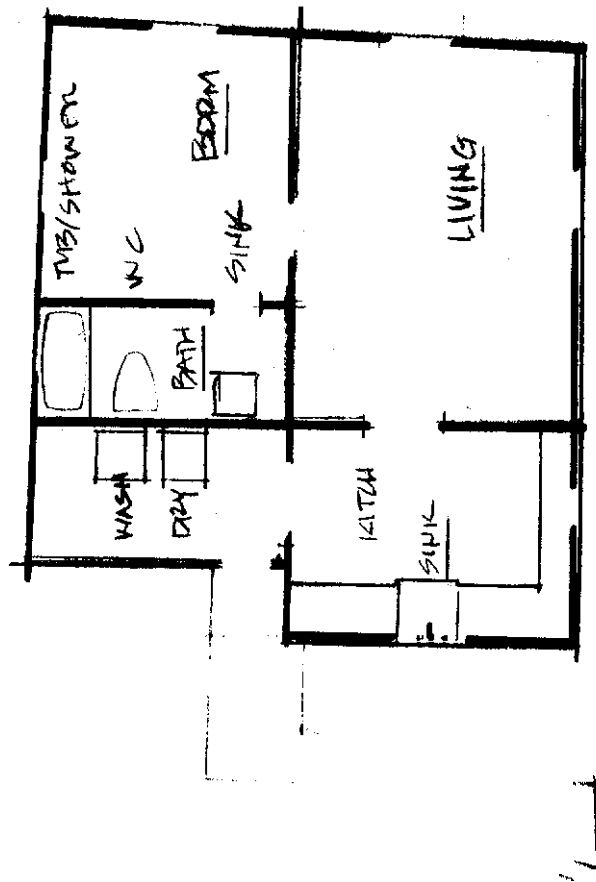 TUB/SHOWER
WC
SINK
BDRM
LIVING
BATH
WASH
DRY
KITCH
SINK